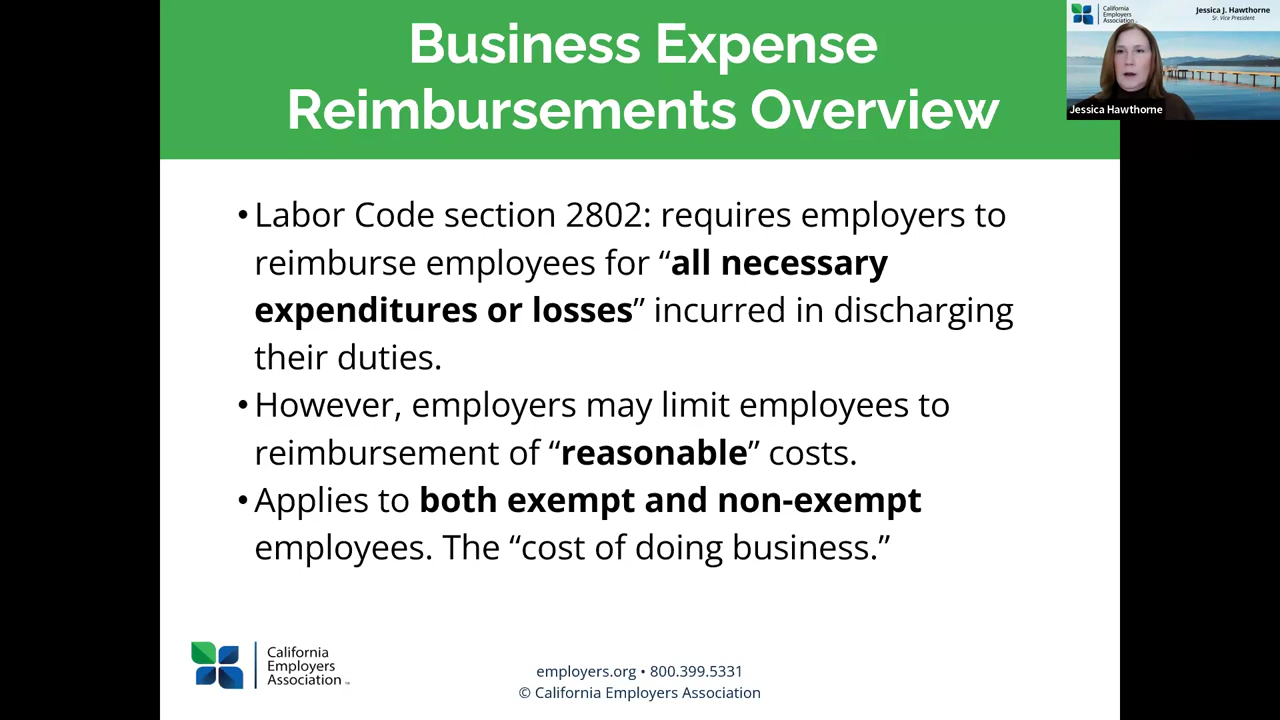 Business Expense
Reimbursements Overview
California
Employers
Association
Jessica J. Hawthorne
Sr. Vice President
Jessica Hawthorne
•Labor Code section 2802: requires employers to
reimburse employees for “all necessary
expenditures or losses” incurred in discharging
their duties.
•However, employers may limit employees to
reimbursement of “reasonable” costs.
•Applies to both exempt and non-exempt
employees. The “cost of doing business.”
California
Employers
Association™
employers.org • 800.399.5331
© California Employers Association